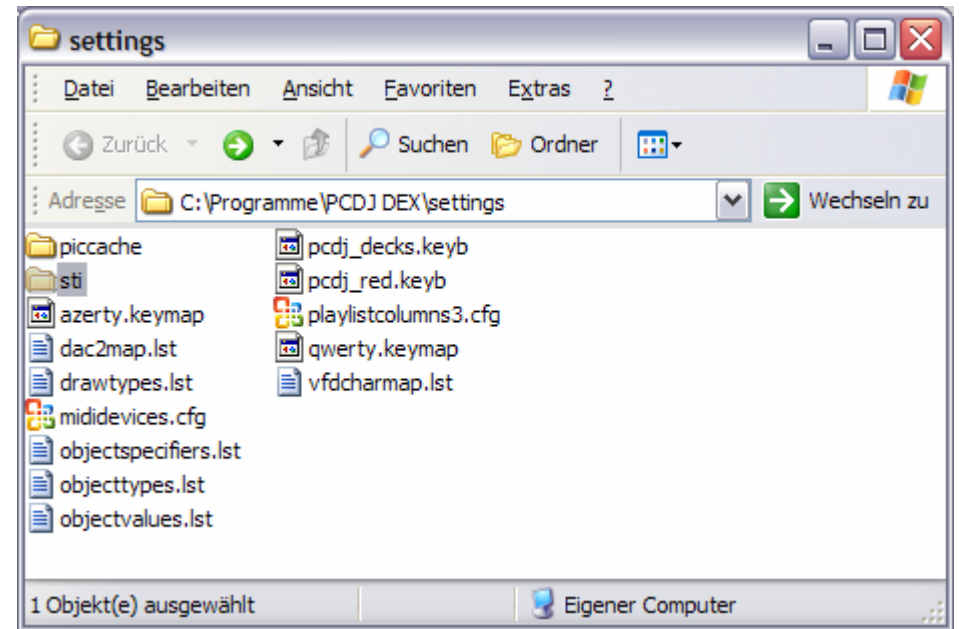 settings
Datei Bearbeiten Ansicht Favoriten Extras ?
Zurück Suchen Ordner
Adresse C:\Programme\PCDJ DEX\settings Wechseln zu
piccache
sti
azerty.keymap
dac2map.lst
drawtypes.lst
mididevices.cfg
objectspecifiers.lst
objecttypes.lst
objectvalues.lst
pcdj_decks.keyb
pcdj_red.keyb
playlistcolumns3.cfg
qwerty.keymap
vfdcharmap.lst
1 Objekt(e) ausgewählt Eigener Computer